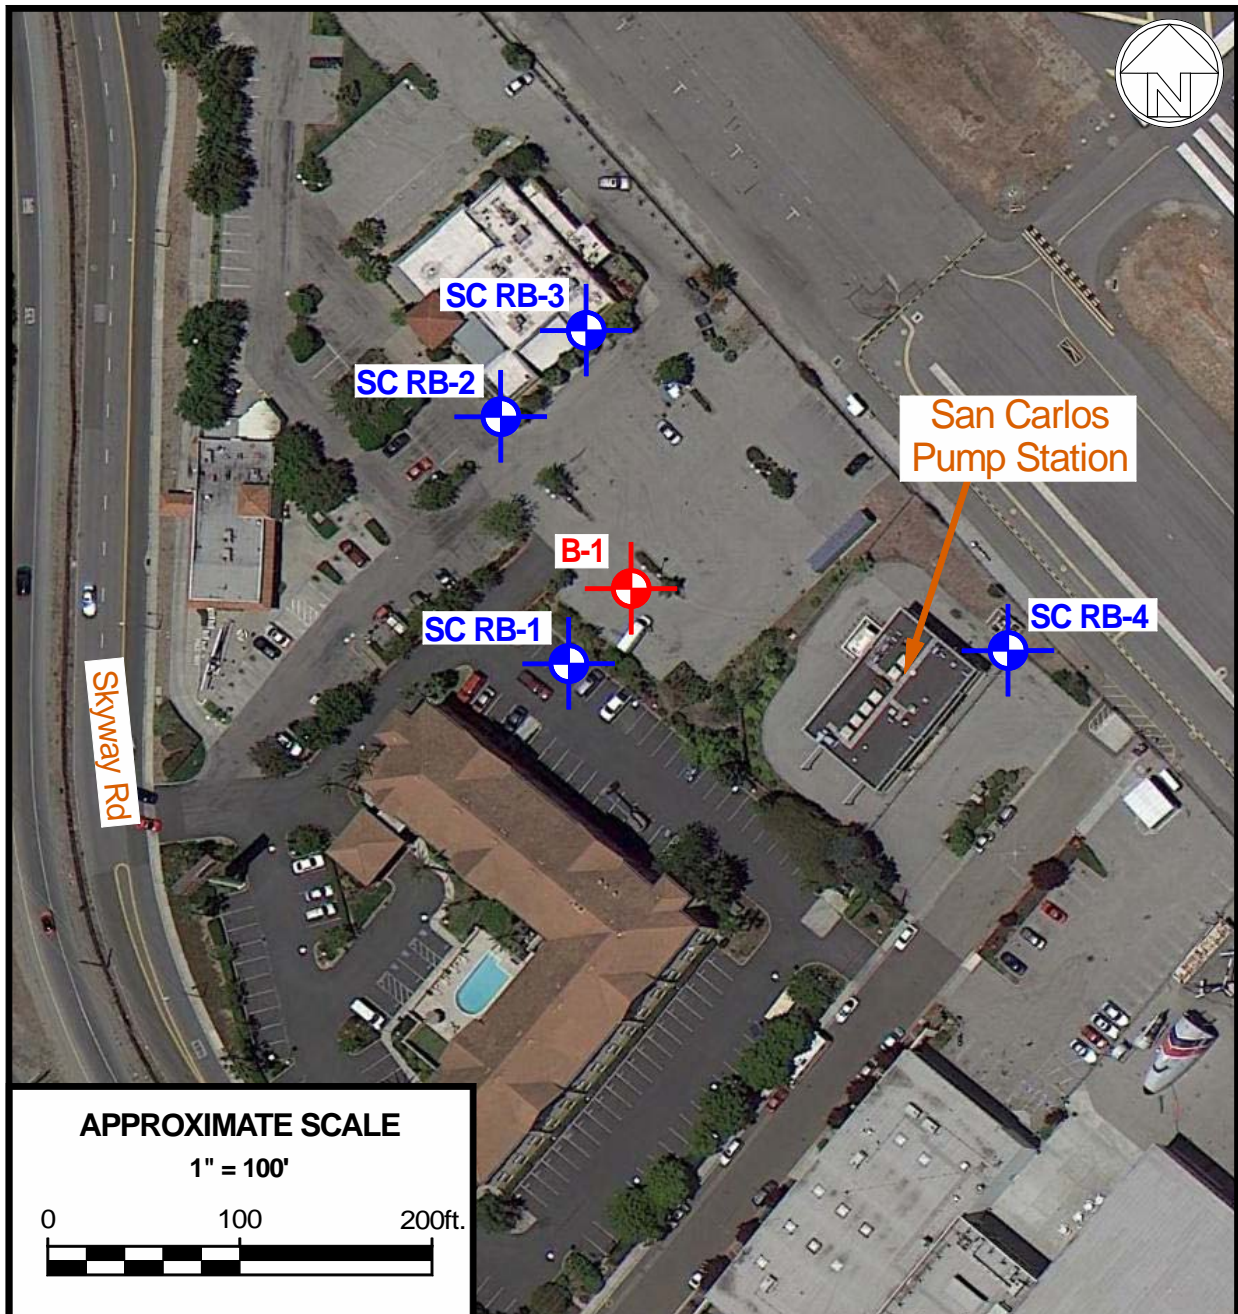 N
SC RB-3
SC RB-2
San Carlos
Pump Station
B-1
SC RB-1
SC RB-4
Skyway Rd
APPROXIMATE SCALE
1" = 100'
0 100 200ft.